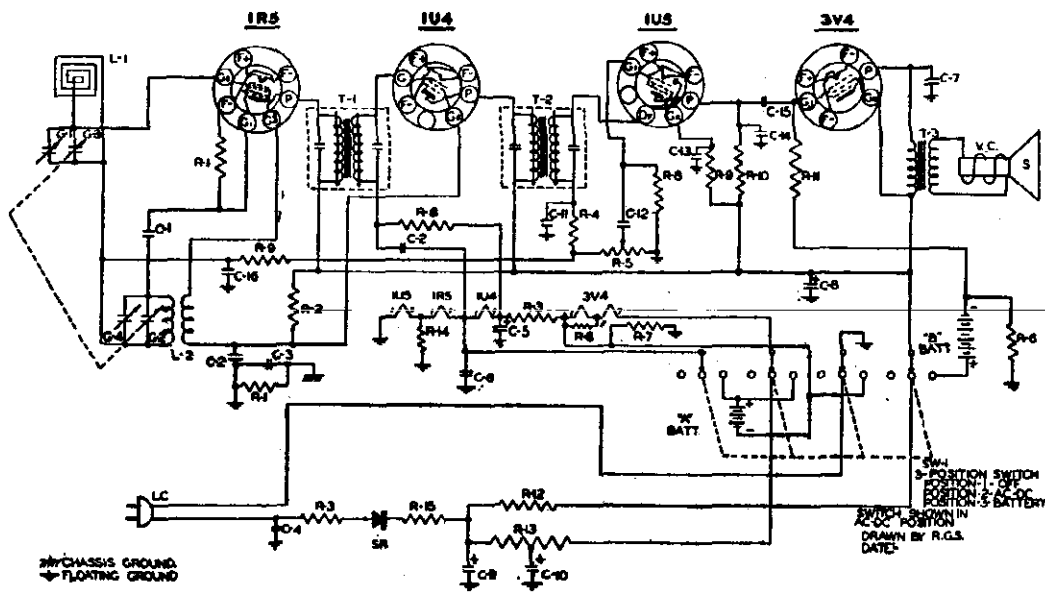 1R5 1U4 1U5 3V4
L-1
F+ F- P
T-1
T-2
C-7
T-3
V.C.
S
C-15
C-14
C-13
R-1
R-8
R-9
R-10
R-11
C-1
R-9
C-16
R-6
C-2
C-11
R-4
C-12
R-5
C-8
R-2
1U5 1R5 1U4 R-3 3V4
R-14
C-5
R-6
R-7
L-2
C-3
R-1
"B" BATT.
R-6
"A" BATT.
+
-
SW-1
3-POSITION SWITCH
POSITION-1-OFF
POSITION-2-AC-DC
POSITION-3-BATTERY
SWITCH SHOWN IN
AC-DC POSITION
DRAWN BY R.G.S.
DATE:-
LC
R-3
SR
R-15
R-12
R-13
C-4
C-10
CHASSIS GROUND.
FLOATING GROUND